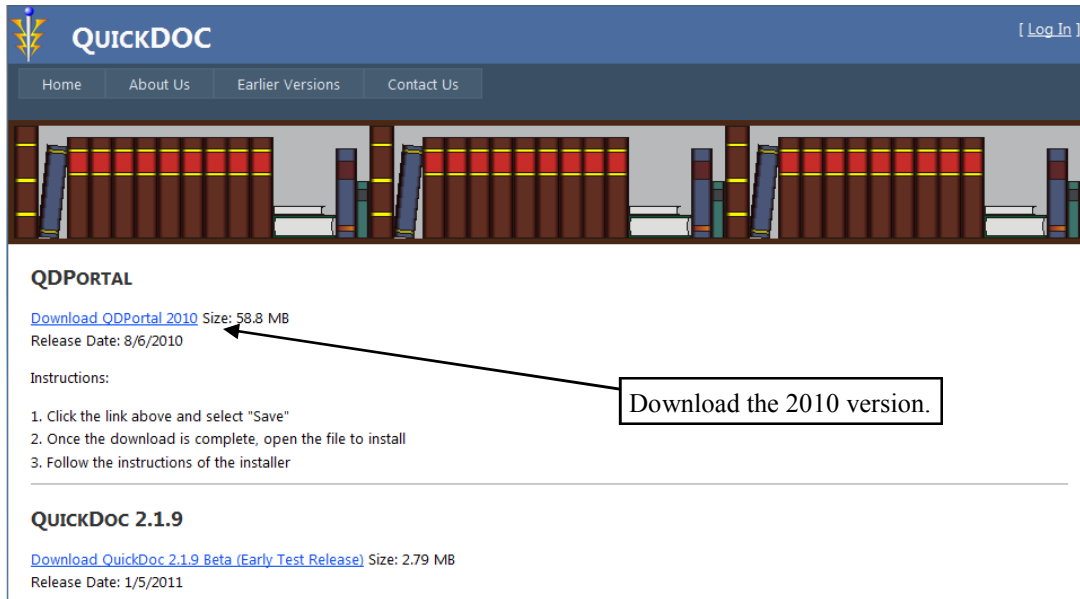 QUICKDOC
[ Log In ]
Home About Us Earlier Versions Contact Us
QDPORTAL
Download QDPortal 2010 Size: 58.8 MB
Release Date: 8/6/2010
Instructions:
Download the 2010 version.
1. Click the link above and select "Save"
2. Once the download is complete, open the file to install
3. Follow the instructions of the installer
QUICKDOC 2.1.9
Download QuickDoc 2.1.9 Beta (Early Test Release) Size: 2.79 MB
Release Date: 1/5/2011